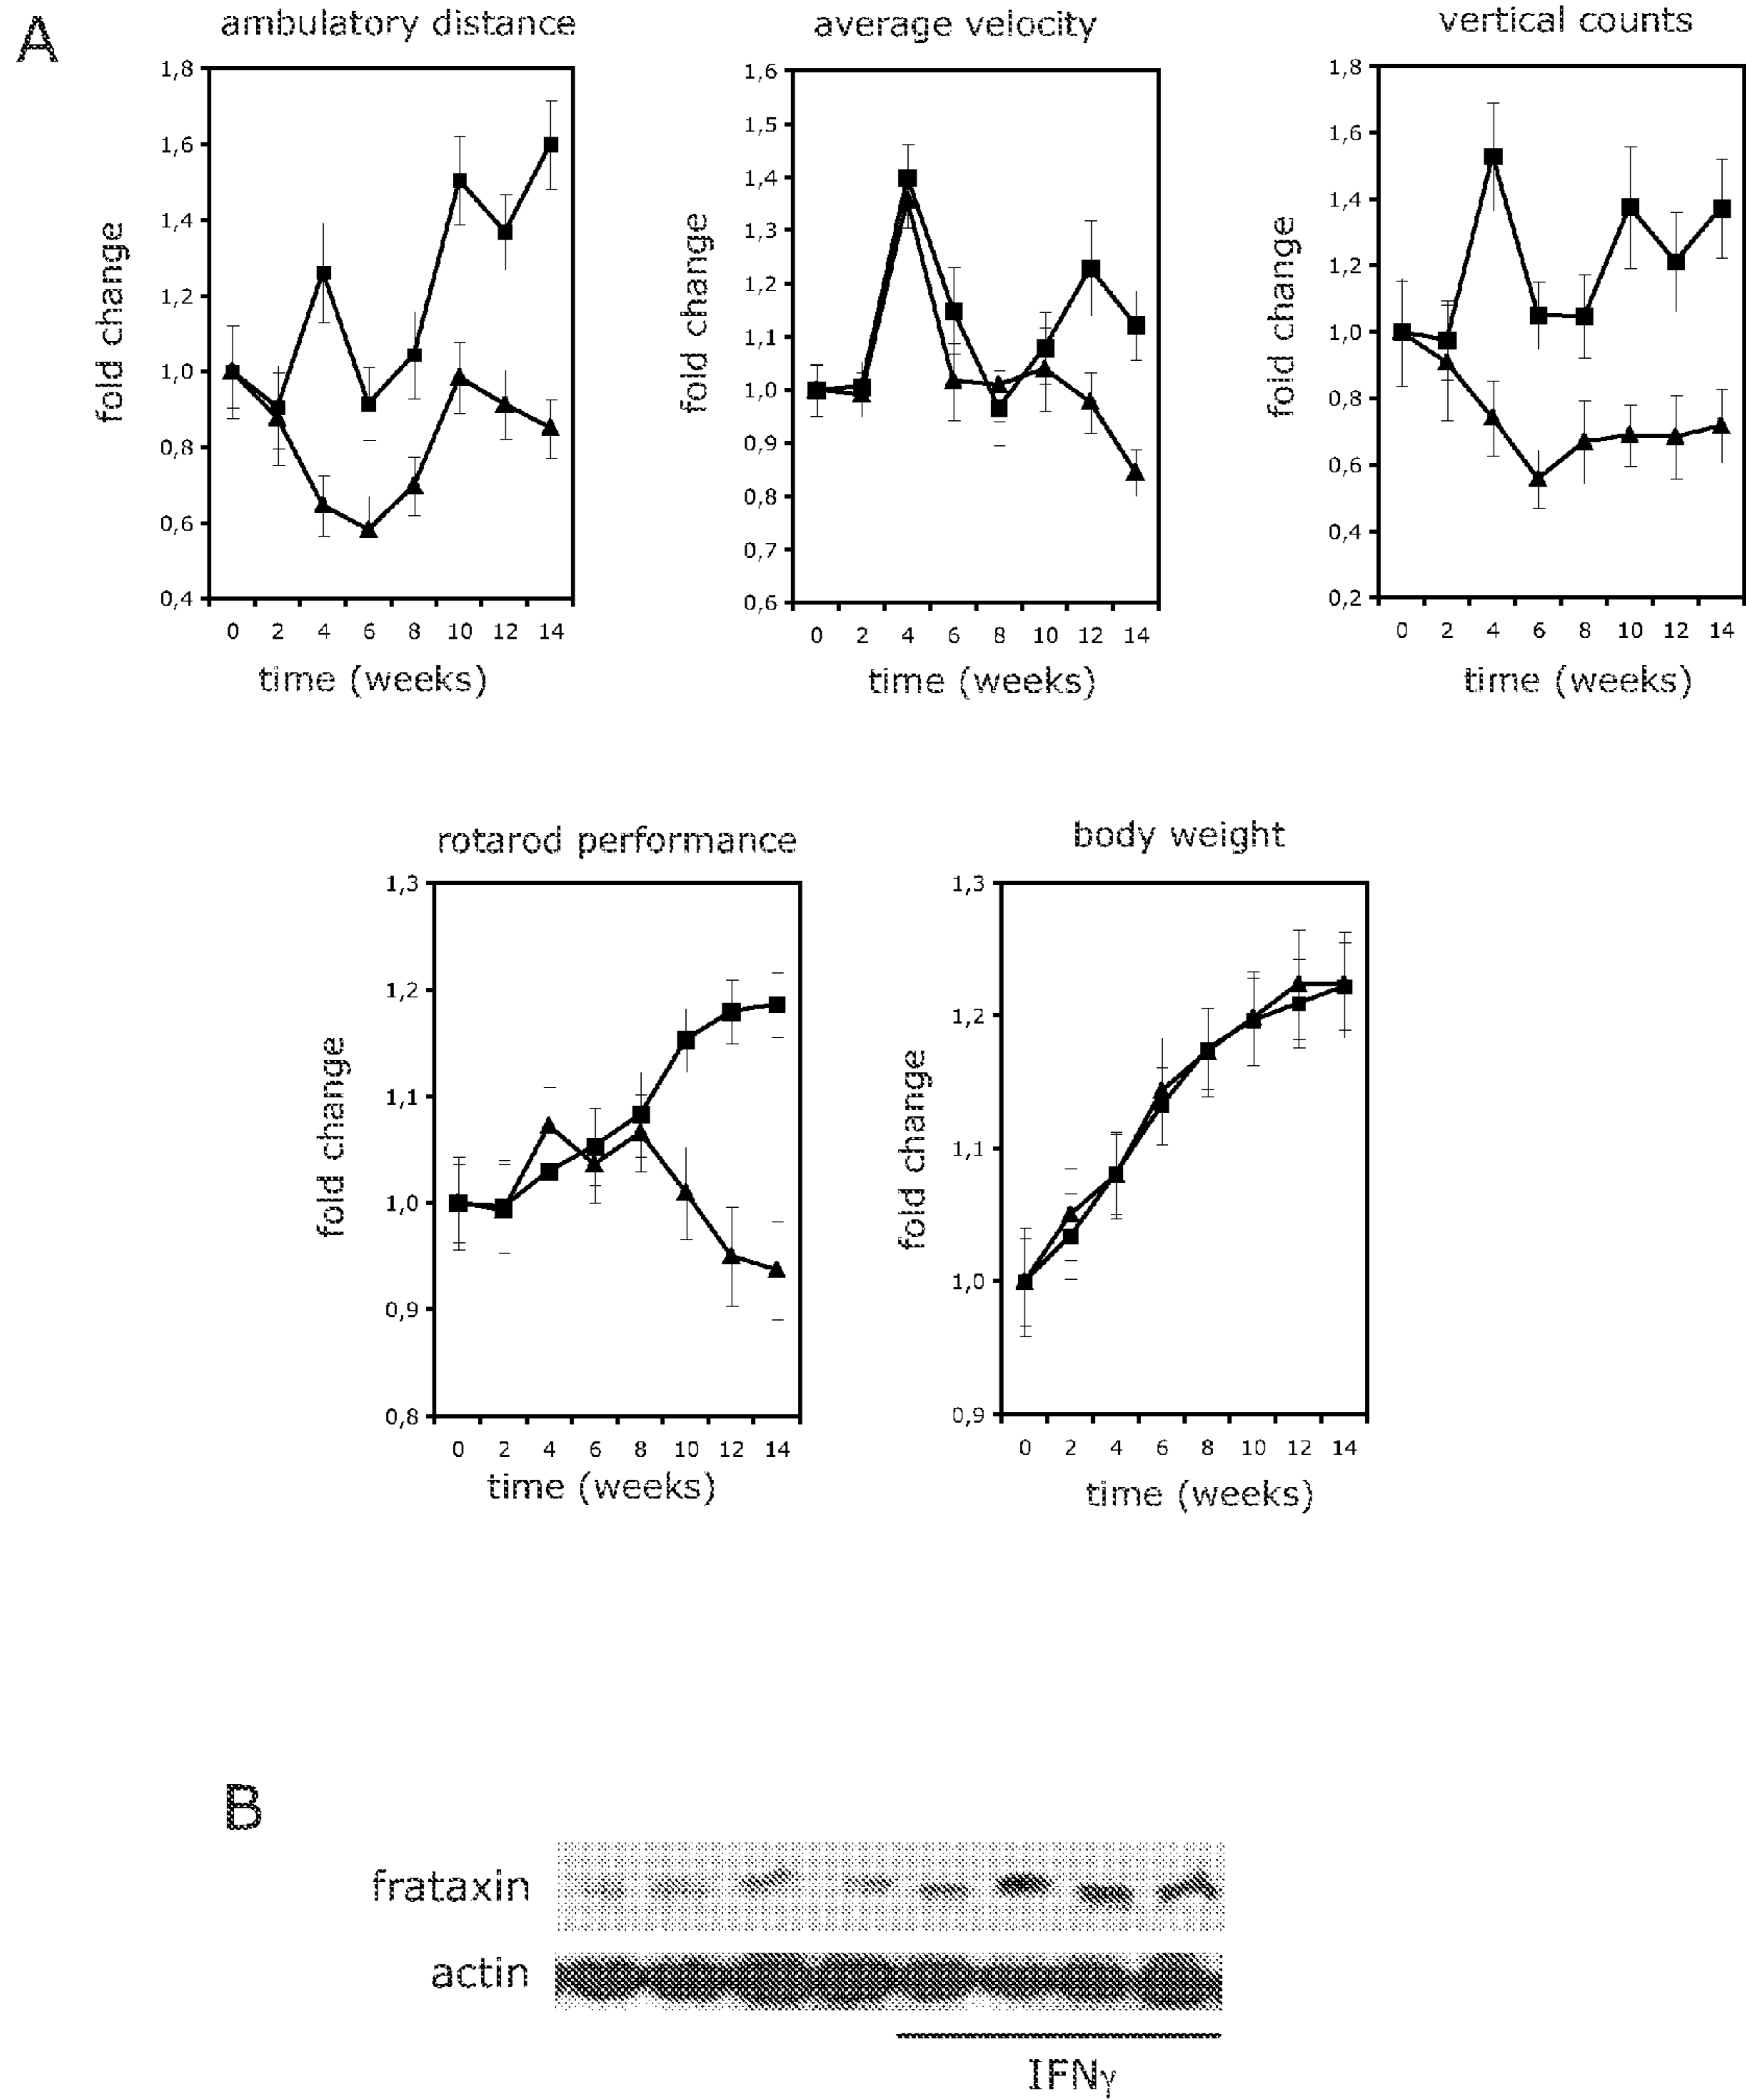 A
ambulatory distance
average velocity
vertical counts
1,8
1,6
1,4
1,2
1,0
0,8
0,6
0,4
fold change
0 2 4 6 8 10 12 14
time (weeks)
1,6
1,5
1,4
1,3
1,2
1,1
1,0
0,9
0,8
0,7
0,6
fold change
0 2 4 6 8 10 12 14
time (weeks)
1,8
1,6
1,4
1,2
1,0
0,8
0,6
0,4
0,2
fold change
0 2 4 6 8 10 12 14
time (weeks)
rotarod performance
1,3
1,2
1,1
1,0
0,9
0,8
fold change
0 2 4 6 8 10 12 14
time (weeks)
body weight
1,3
1,2
1,1
1,0
0,9
fold change
0 2 4 6 8 10 12 14
time (weeks)
B
frataxin
actin
IFNγ